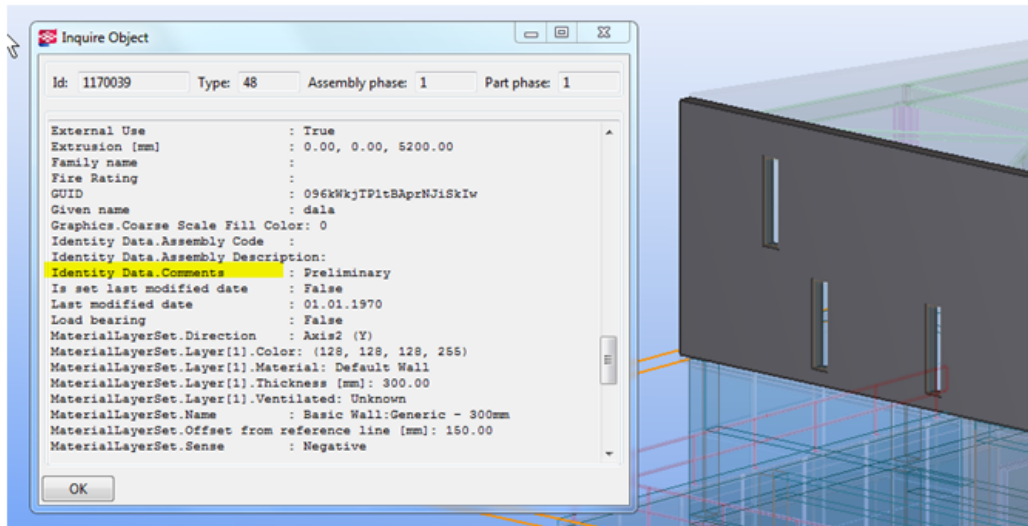 Inquire Object
Id: 1170039 Type: 48 Assembly phase: 1 Part phase: 1
External Use : True
Extrusion [mm] : 0.00, 0.00, 5200.00
Family name :
Fire Rating :
GUID : 096kWkjTP1tBAprNJiSkIw
Given name : dala
Graphics.Coarse Scale Fill Color: 0
Identity Data.Assembly Code :
Identity Data.Assembly Description:
Identity Data.Comments : Preliminary
Is set last modified date : False
Last modified date : 01.01.1970
Load bearing : False
MaterialLayerSet.Direction : Axis2 (Y)
MaterialLayerSet.Layer[1].Color: (128, 128, 128, 255)
MaterialLayerSet.Layer[1].Material: Default Wall
MaterialLayerSet.Layer[1].Thickness [mm]: 300.00
MaterialLayerSet.Layer[1].Ventilated: Unknown
MaterialLayerSet.Name : Basic Wall:Generic - 300mm
MaterialLayerSet.Offset from reference line [mm]: 150.00
MaterialLayerSet.Sense : Negative
OK